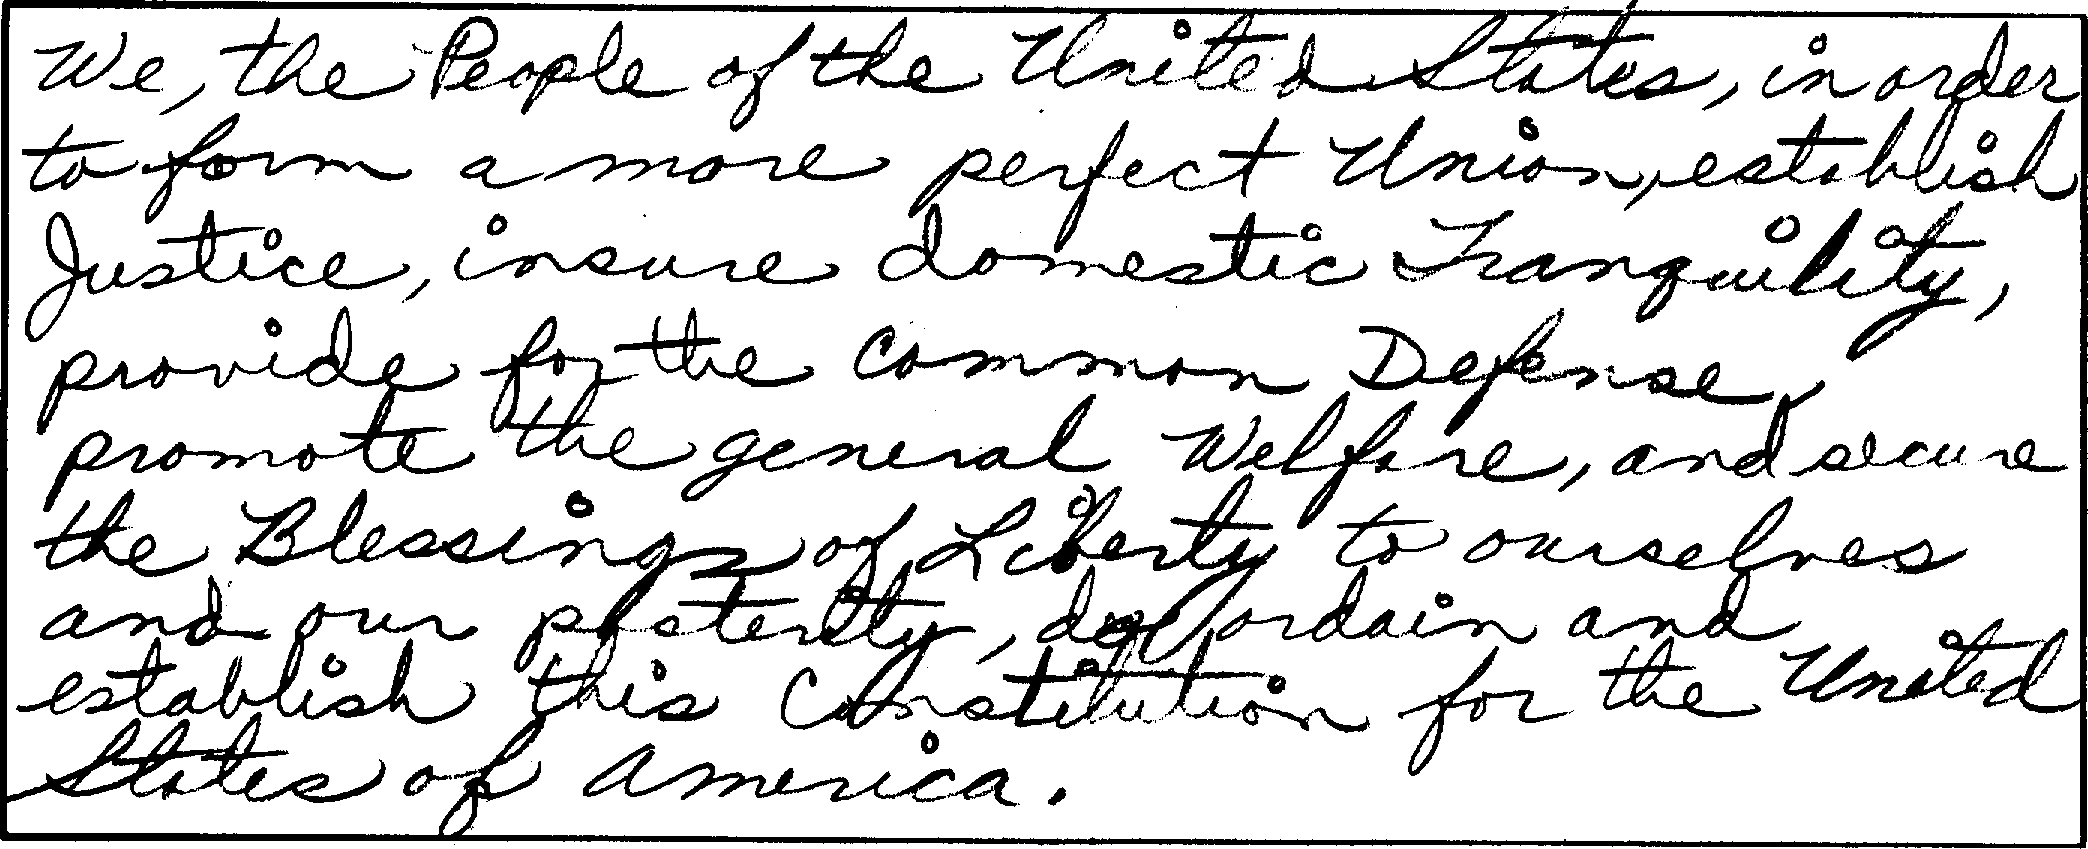 We, the People of the United States, in order
to form a more perfect Union, establish
Justice, insure domestic Tranquility,
provide for the Common Defense,
promote the general Welfare, and secure
the Blessings of Liberty to ourselves
and our posterity, do ordain and
establish this Constitution for the United
States of America.